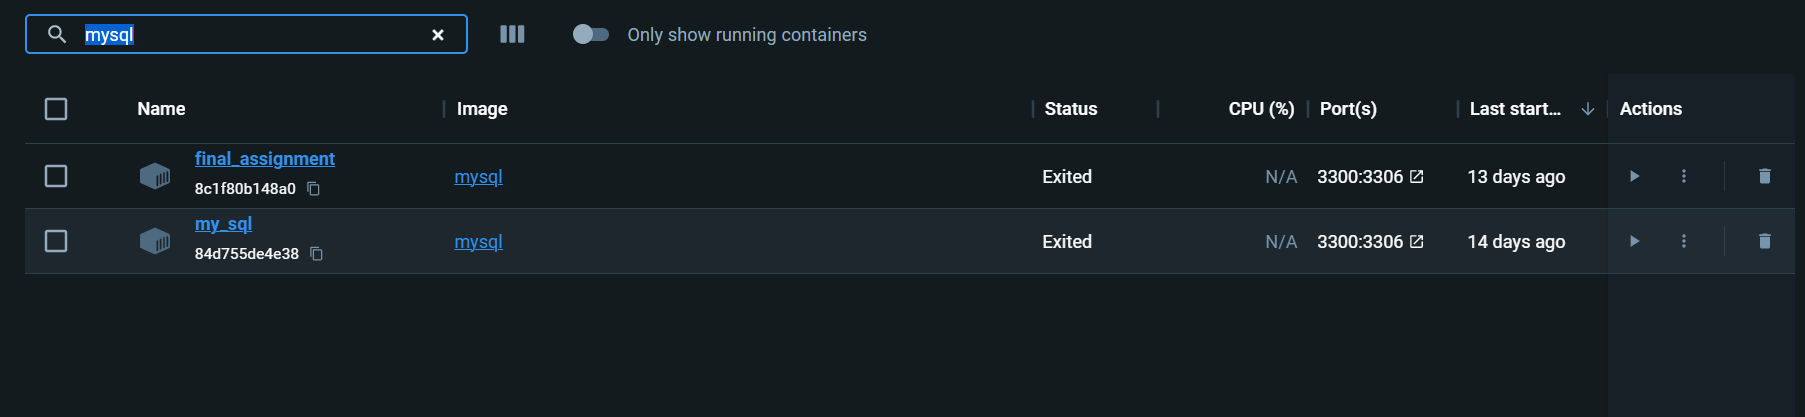 mysql
Only show running containers
Name Image Status CPU (%) Port(s) Last start... Actions
final_assignment
8c1f80b148a0
mysql Exited N/A 3300:3306 13 days ago
my_sql
84d755de4e38
mysql Exited N/A 3300:3306 14 days ago